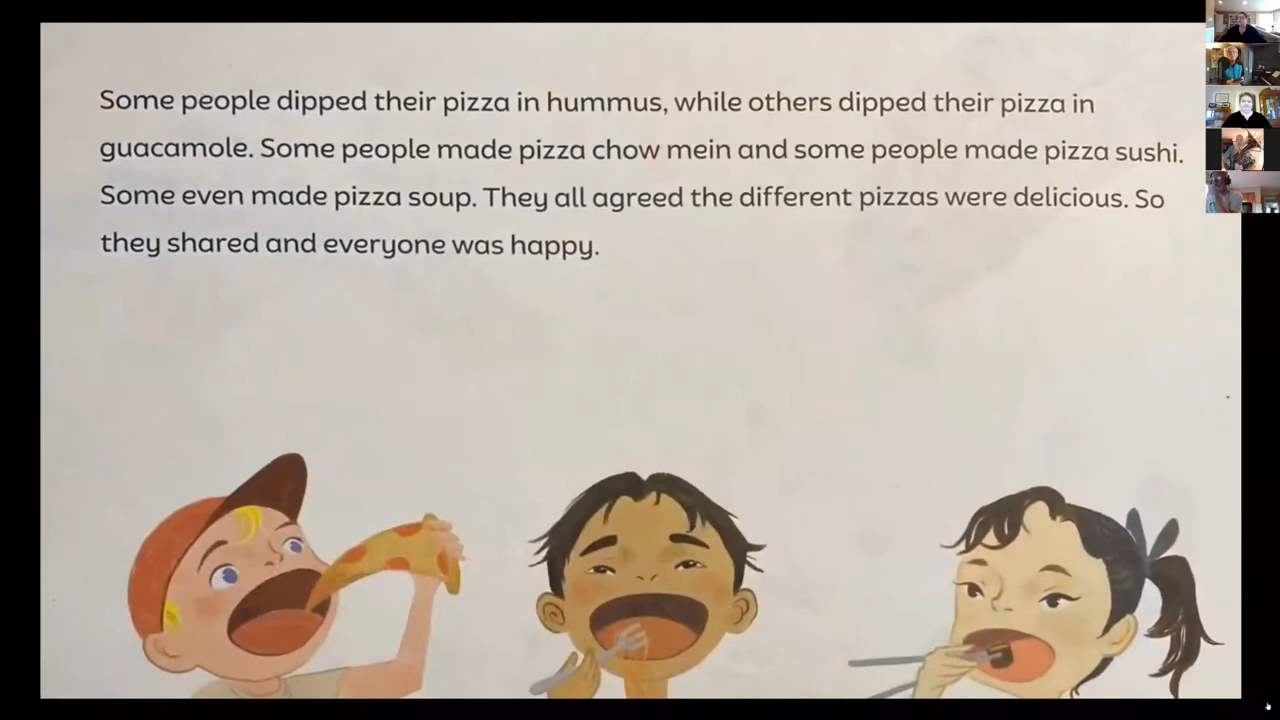 Some people dipped their pizza in hummus, while others dipped their pizza in
guacamole. Some people made pizza chow mein and some people made pizza sushi.
Some even made pizza soup. They all agreed the different pizzas were delicious. So
they shared and everyone was happy.